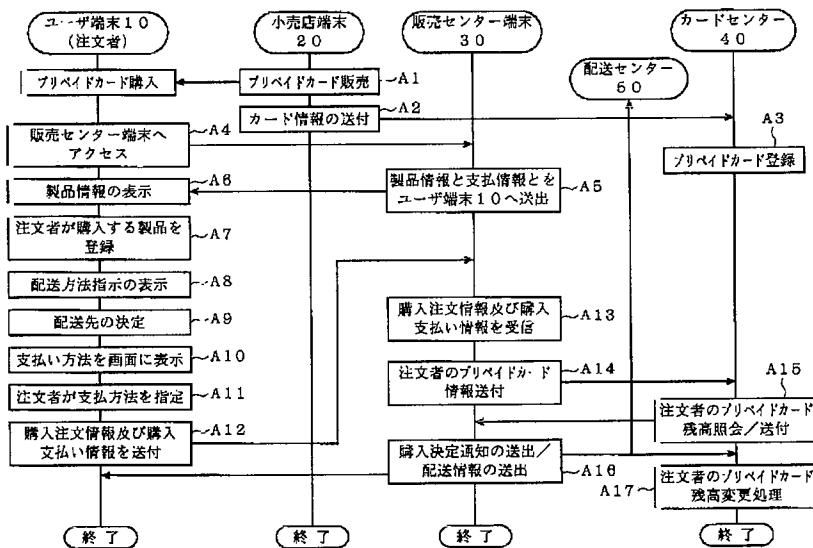 ユーザ端末10
(注文者)
小売店端末
20
販売センター端末
30
カードセンター
40
配送センター
50
プリペイドカード購入
プリペイドカード販売
A1
カード情報の送付
A2
A3
プリペイドカード登録
販売センター端末へ
アクセス
A4
製品情報と支払情報とを
ユーザ端末10へ送出
A5
製品情報の表示
A6
注文者が購入する製品を
登録
A7
配送方法指示の表示
A8
配送先の決定
A9
支払い方法を画面に表示
A10
注文者が支払方法を指定
A11
購入注文情報及び購入
支払い情報を送付
A12
購入注文情報及び購入
支払い情報を受信
A13
注文者のプリペイドカード
情報送付
A14
A15
注文者のプリペイドカード
残高照会/送付
購入決定通知の送出/
配送情報の送出
A16
A17
注文者のプリペイドカード
残高変更処理
終了
終了
終了
終了